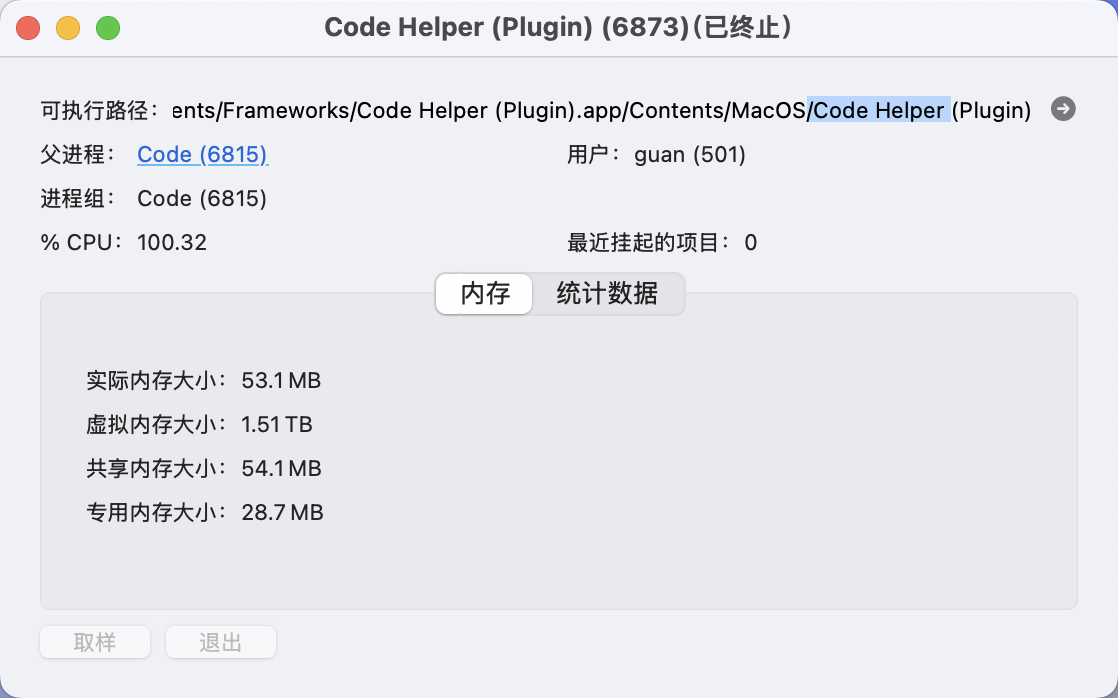 Code Helper (Plugin) (6873)(已终止)
可执行路径： ents/Frameworks/Code Helper (Plugin).app/Contents/MacOS/Code Helper (Plugin)
父进程： Code (6815) 用户： guan (501)
进程组： Code (6815)
% CPU： 100.32 最近挂起的项目： 0
内存 统计数据
实际内存大小： 53.1 MB
虚拟内存大小： 1.51 TB
共享内存大小： 54.1 MB
专用内存大小： 28.7 MB
取样 退出